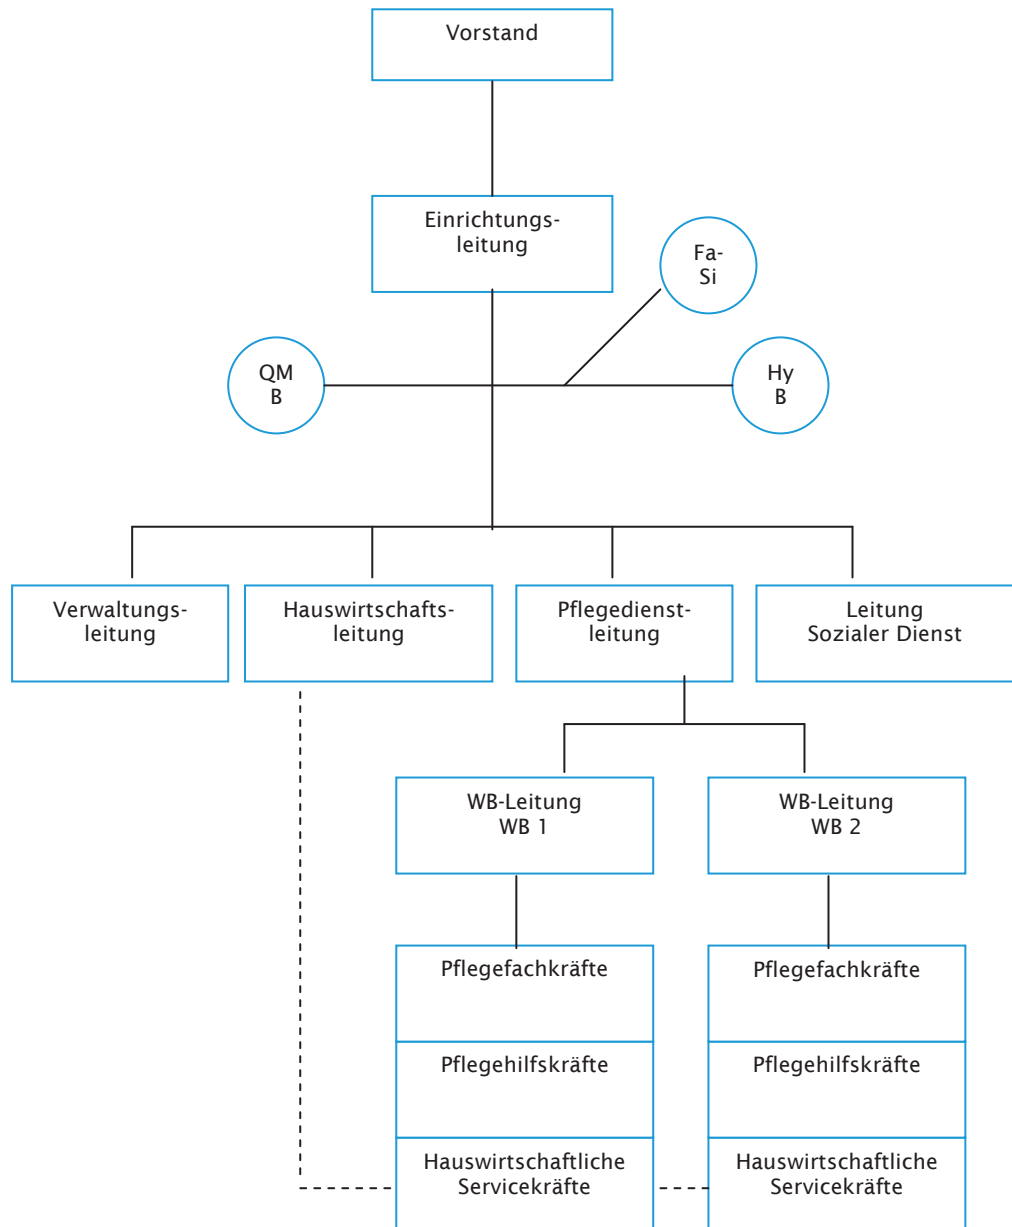 Vorstand
Einrichtungs-
leitung
Fa-
Si
QM
B
Hy
B
Verwaltungs-
leitung
Hauswirtschafts-
leitung
Pflegedienst-
leitung
Leitung
Sozialer Dienst
WB-Leitung
WB 1
WB-Leitung
WB 2
Pflegefachkräfte
Pflegefachkräfte
Pflegehilfskräfte
Pflegehilfskräfte
Hauswirtschaftliche
Servicekräfte
Hauswirtschaftliche
Servicekräfte